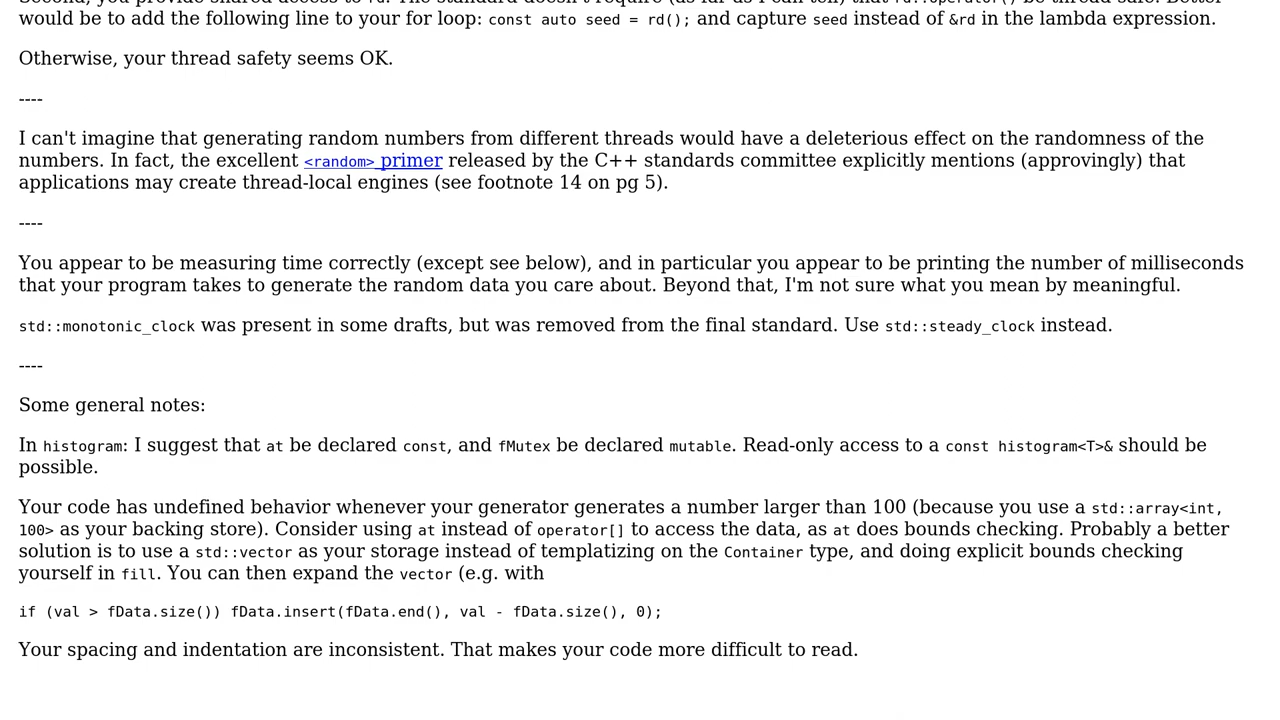 would be to add the following line to your for loop: const auto seed = rd(); and capture seed instead of &rd in the lambda expression.
Otherwise, your thread safety seems OK.
----
I can't imagine that generating random numbers from different threads would have a deleterious effect on the randomness of the
numbers. In fact, the excellent <random> primer released by the C++ standards committee explicitly mentions (approvingly) that
applications may create thread-local engines (see footnote 14 on pg 5).
----
You appear to be measuring time correctly (except see below), and in particular you appear to be printing the number of milliseconds
that your program takes to generate the random data you care about. Beyond that, I'm not sure what you mean by meaningful.
std::monotonic_clock was present in some drafts, but was removed from the final standard. Use std::steady_clock instead.
----
Some general notes:
In histogram: I suggest that at be declared const, and fMutex be declared mutable. Read-only access to a const histogram<T>& should be
possible.
Your code has undefined behavior whenever your generator generates a number larger than 100 (because you use a std::array<int,
100> as your backing store). Consider using at instead of operator[] to access the data, as at does bounds checking. Probably a better
solution is to use a std::vector as your storage instead of templatizing on the Container type, and doing explicit bounds checking
yourself in fill. You can then expand the vector (e.g. with
if (val > fData.size()) fData.insert(fData.end(), val - fData.size(), 0);
Your spacing and indentation are inconsistent. That makes your code more difficult to read.